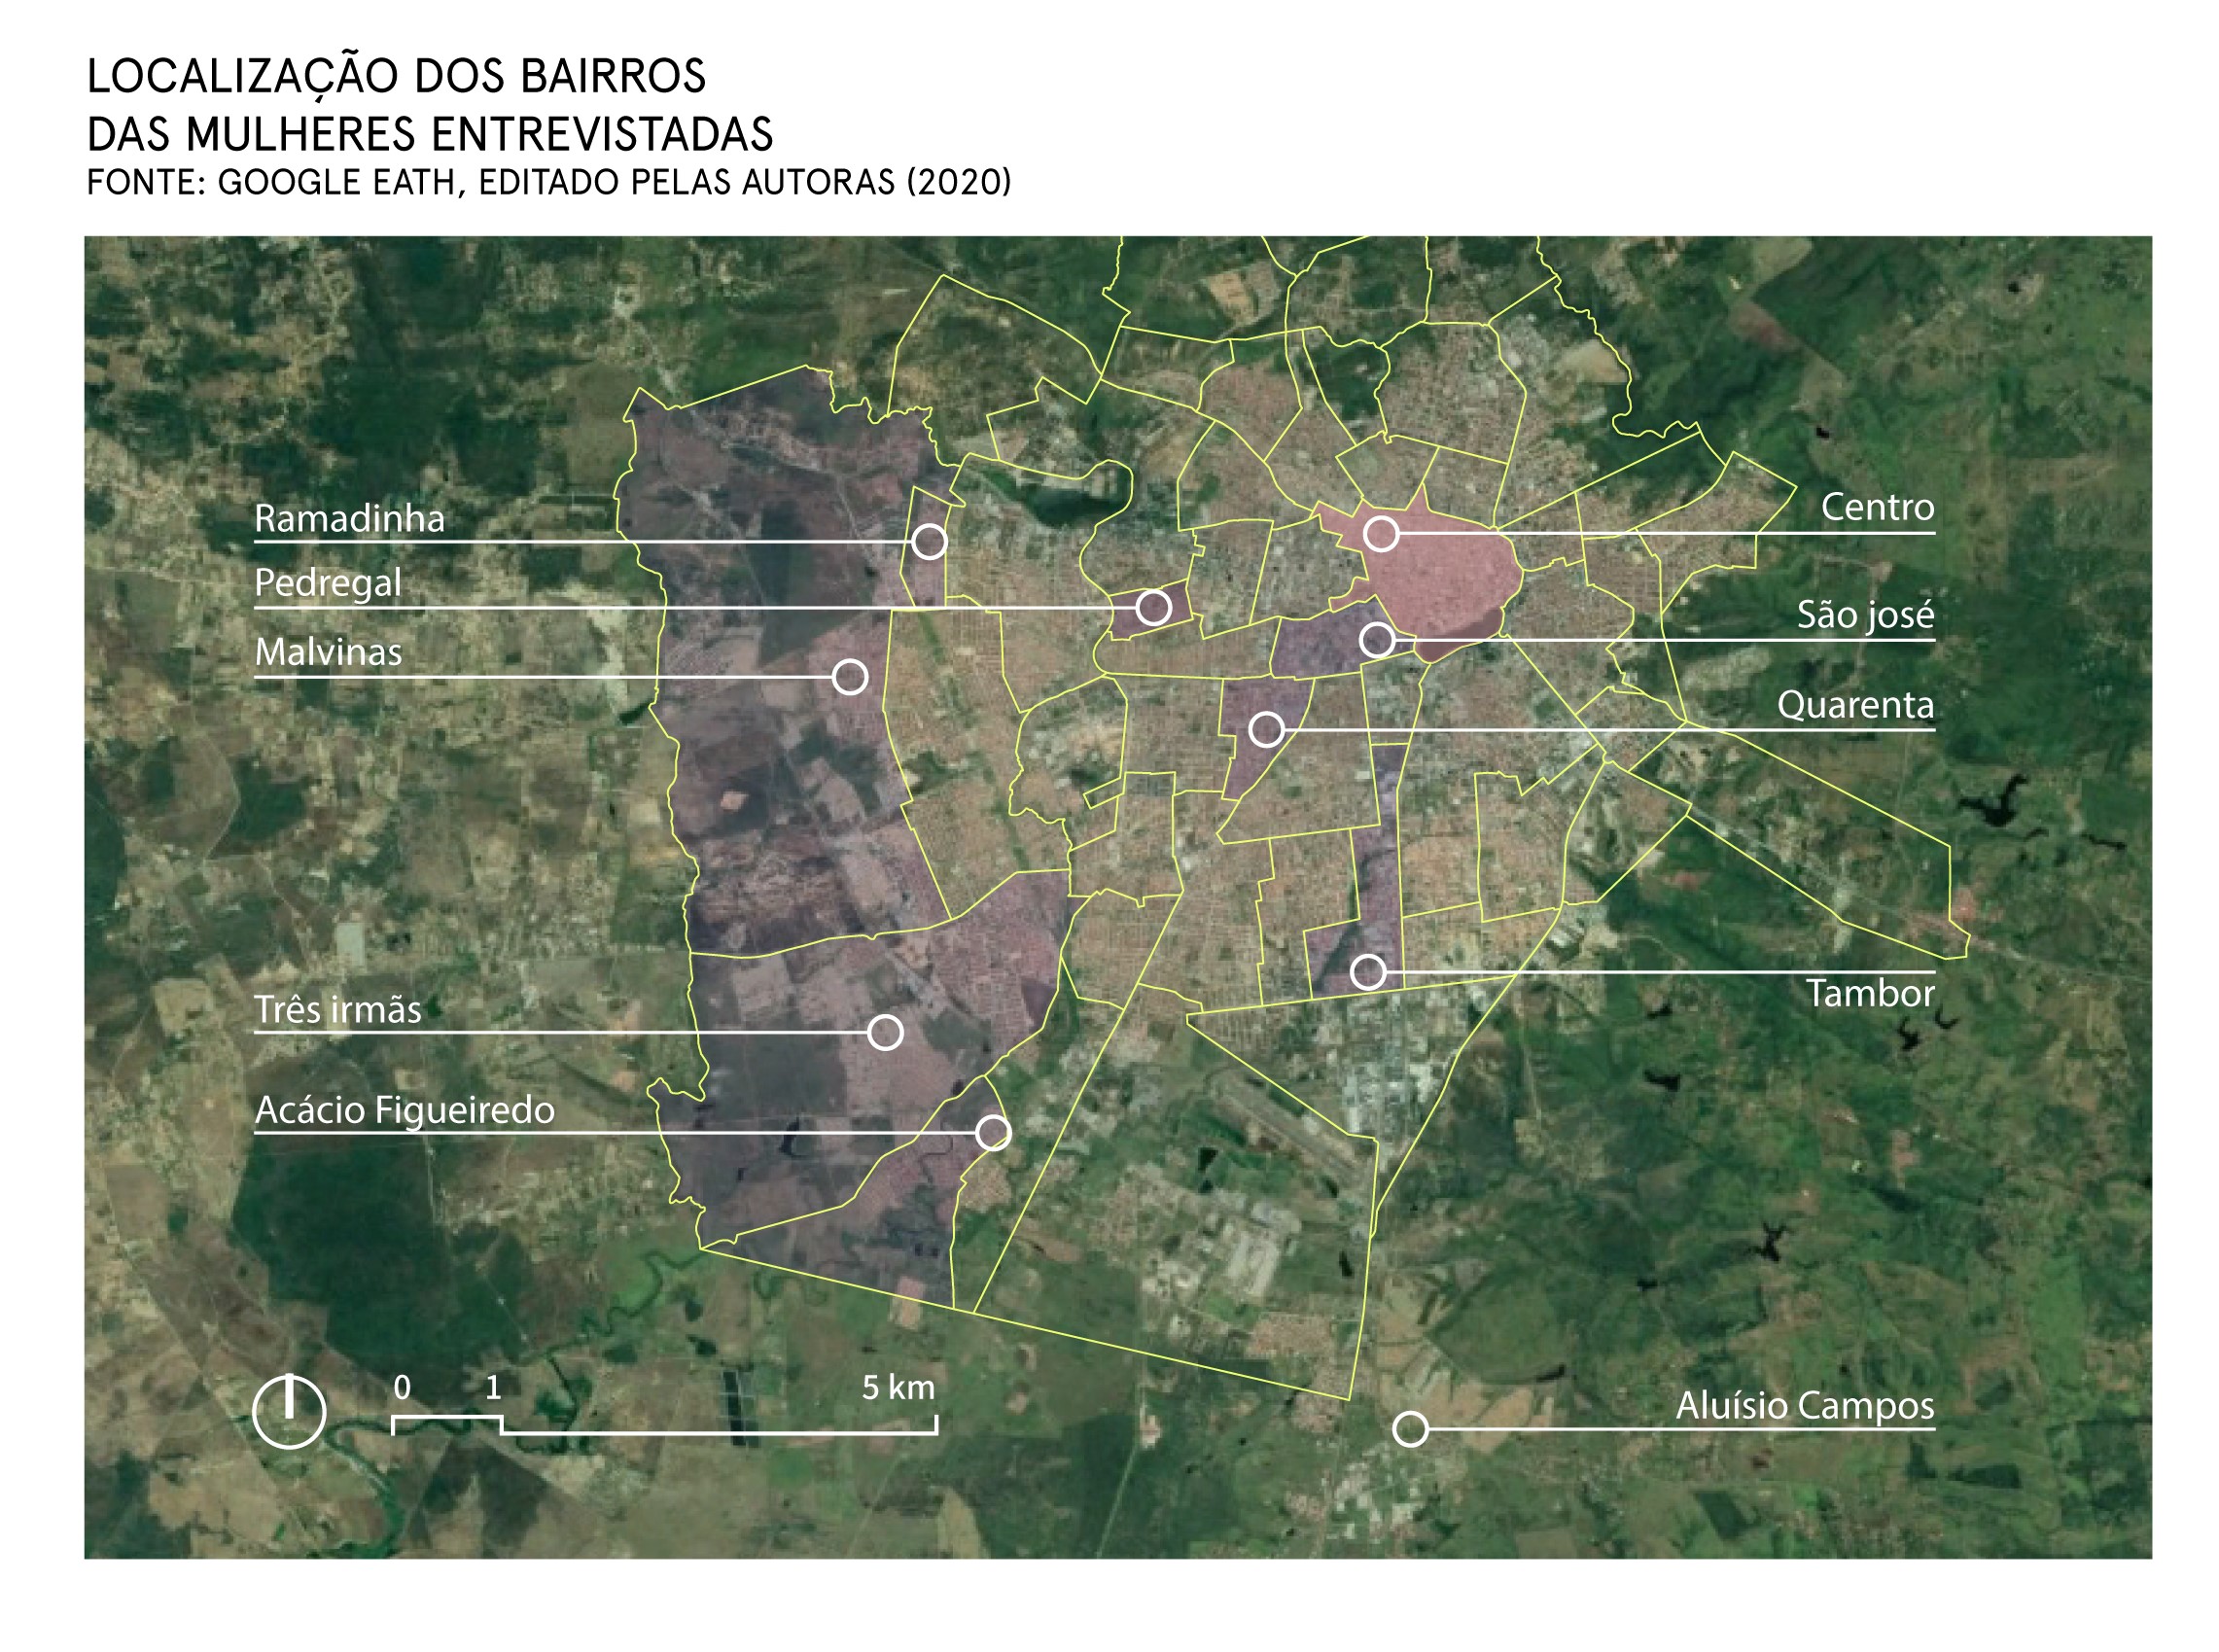 LOCALIZAÇÃO DOS BAIRROS
DAS MULHERES ENTREVISTADAS
FONTE: GOOGLE EATH, EDITADO PELAS AUTORAS (2020)
Ramadinha
Pedregal
Malvinas
Três irmãs
Acácio Figueiredo
Centro
São josé
Quarenta
Tambor
Aluísio Campos
0 1 5 km